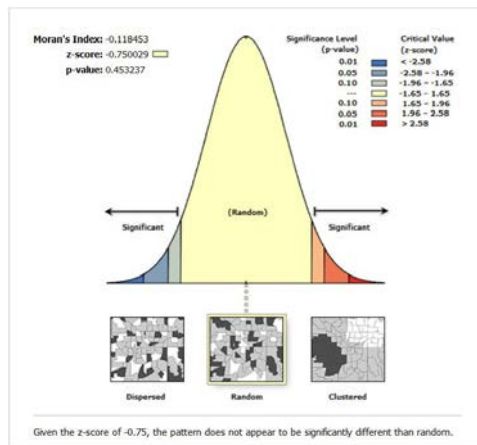 Moran's Index: -0.118453
z-score: -0.750029
p-value: 0.453237
Significance Level
(p-value)
Critical Value
(z-score)
0.01 < -2.58
0.05 -2.58 – -1.96
0.10 -1.96 – -1.65
--- -1.65 – 1.65
0.10 1.65 – 1.96
0.05 1.96 – 2.58
0.01 > 2.58
(Random)
Significant
Significant
Dispersed
Random
Clustered
Given the z-score of -0.75, the pattern does not appear to be significantly different than random.